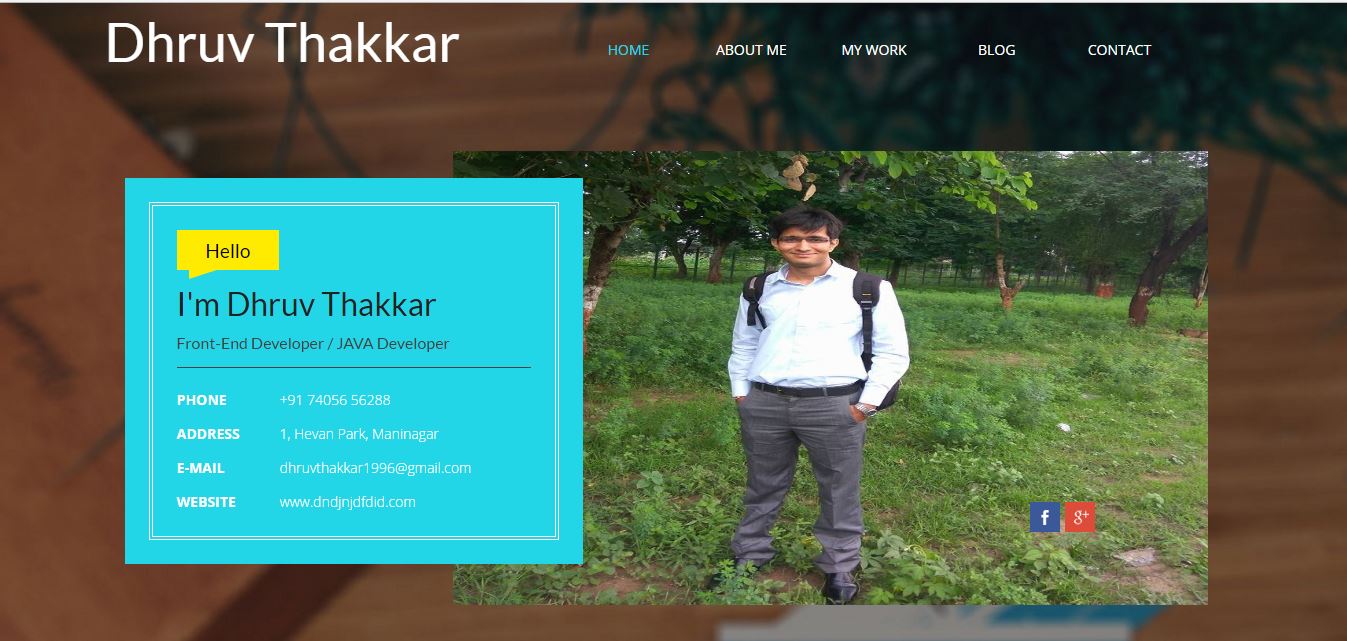 Dhruv Thakkar
HOME ABOUT ME MY WORK BLOG CONTACT
Hello
I'm Dhruv Thakkar
Front-End Developer / JAVA Developer
PHONE +91 74056 56288
ADDRESS 1, Hevan Park, Maninagar
E-MAIL dhruvthakkar1996@gmail.com
WEBSITE www.dndjnjdfdid.com
f g+